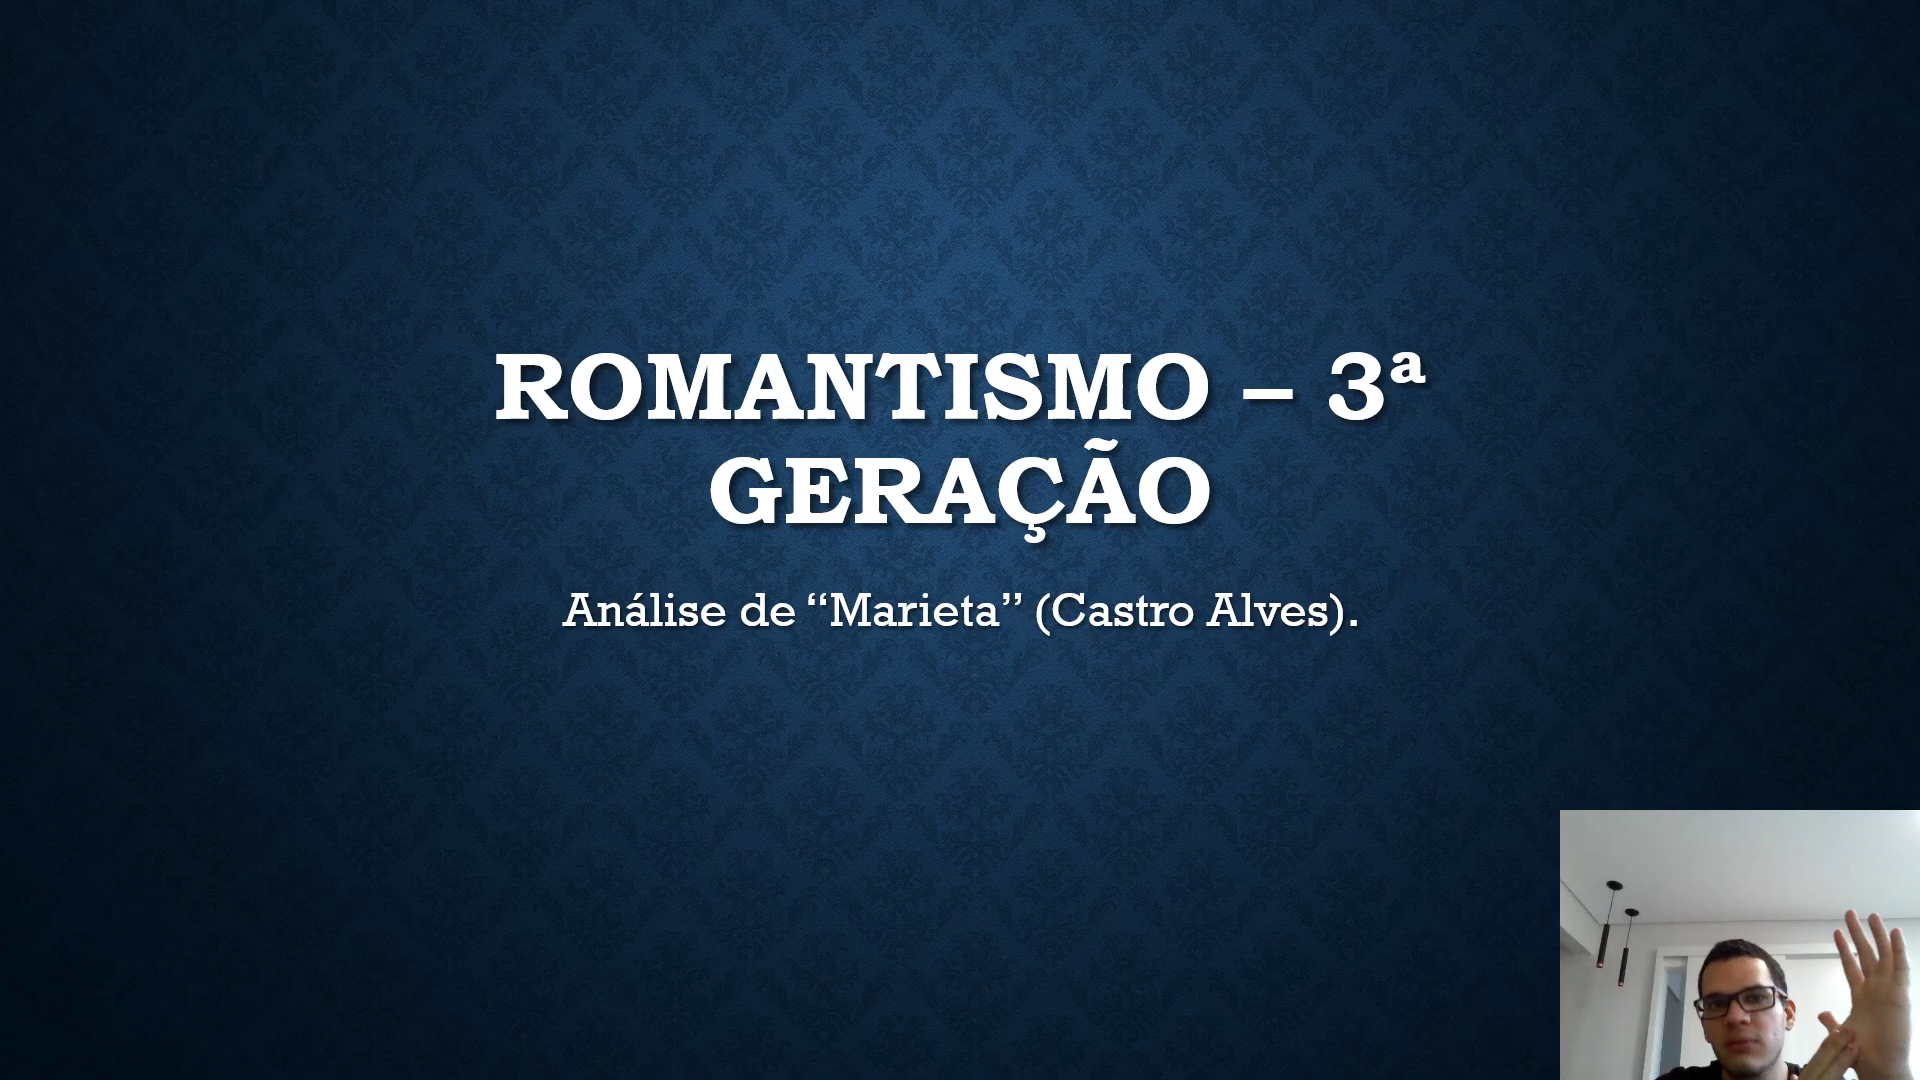 ROMANTISMO – 3ª
GERAÇÃO
Análise de “Marieta” (Castro Alves).